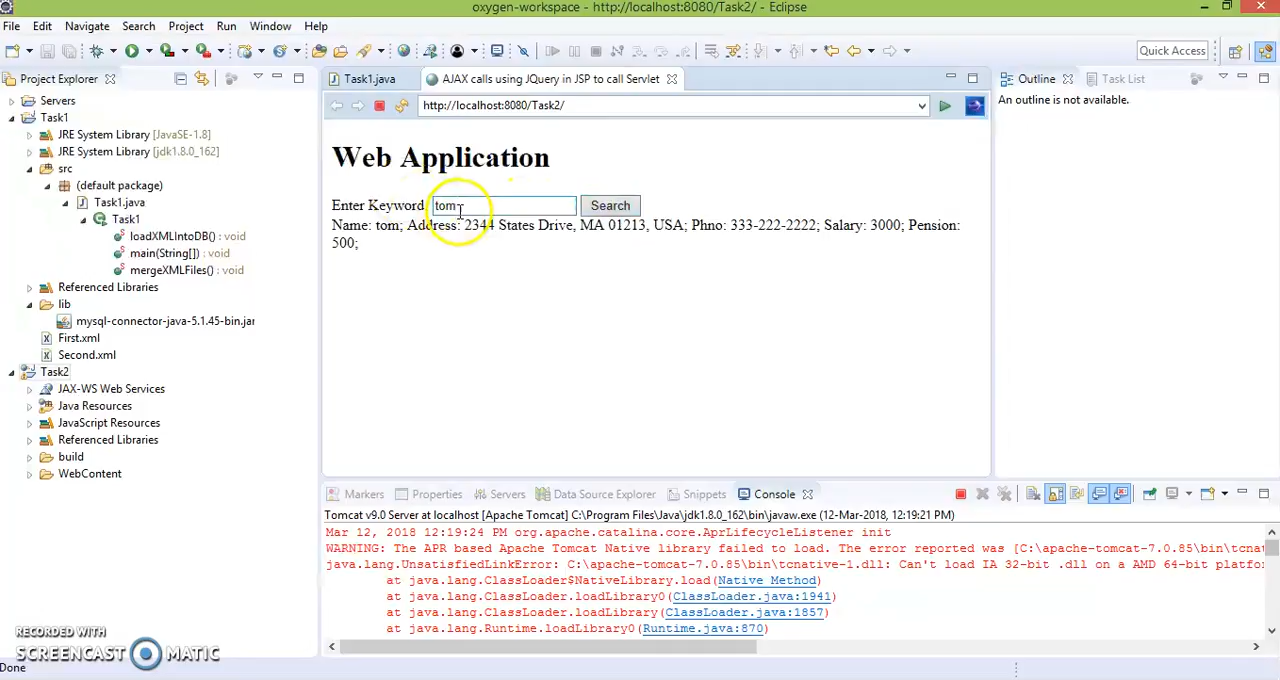 oxygen-workspace - http://localhost:8080/Task2/ - Eclipse
File Edit Navigate Search Project Run Window Help
Quick Access
Project Explorer
Servers
Task1
JRE System Library [JavaSE-1.8]
JRE System Library [jdk1.8.0_162]
src
(default package)
Task1.java
Task1
loadXMLIntoDB() : void
main(String[]) : void
mergeXMLFiles() : void
Referenced Libraries
lib
mysql-connector-java-5.1.45-bin.jar
First.xml
Second.xml
Task2
JAX-WS Web Services
Java Resources
JavaScript Resources
Referenced Libraries
build
WebContent
Task1.java
AJAX calls using JQuery in JSP to call Servlet
http://localhost:8080/Task2/
Web Application
Enter Keyword: tom Search
Name: tom; Address: 2344 States Drive, MA 01213, USA; Phno: 333-222-2222; Salary: 3000; Pension:
500;
Outline Task List
An outline is not available.
Markers Properties Servers Data Source Explorer Snippets Console
Tomcat v9.0 Server at localhost [Apache Tomcat] C:\Program Files\Java\jdk1.8.0_162\bin\javaw.exe (12-Mar-2018, 12:19:21 PM)
Mar 12, 2018 12:19:24 PM org.apache.catalina.core.AprLifecycleListener init
WARNING: The APR based Apache Tomcat Native library failed to load. The error reported was [C:\apache-tomcat-7.0.85\bin\tcnat
java.lang.UnsatisfiedLinkError: C:\apache-tomcat-7.0.85\bin\tcnative-1.dll: Can't load IA 32-bit .dll on a AMD 64-bit platfo
at java.lang.ClassLoader$NativeLibrary.load(Native Method)
at java.lang.ClassLoader.loadLibrary0(ClassLoader.java:1941)
at java.lang.ClassLoader.loadLibrary(ClassLoader.java:1857)
at java.lang.Runtime.loadLibrary0(Runtime.java:870)
RECORDED WITH
SCREENCAST MATIC
Done